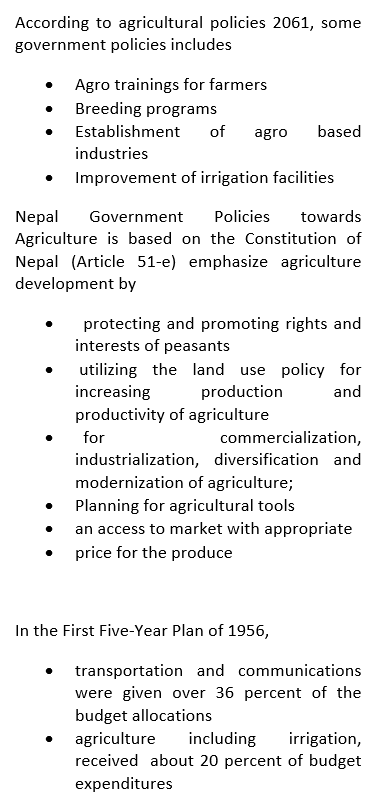 According to agricultural policies 2061, some
government policies includes
• Agro trainings for farmers
• Breeding programs
• Establishment of agro based
industries
• Improvement of irrigation facilities
Nepal Government Policies towards
Agriculture is based on the Constitution of
Nepal (Article 51-e) emphasize agriculture
development by
• protecting and promoting rights and
interests of peasants
• utilizing the land use policy for
increasing production and
productivity of agriculture
• for commercialization,
industrialization, diversification and
modernization of agriculture;
• Planning for agricultural tools
• an access to market with appropriate
• price for the produce
In the First Five-Year Plan of 1956,
• transportation and communications
were given over 36 percent of the
budget allocations
• agriculture including irrigation,
received about 20 percent of budget
expenditures